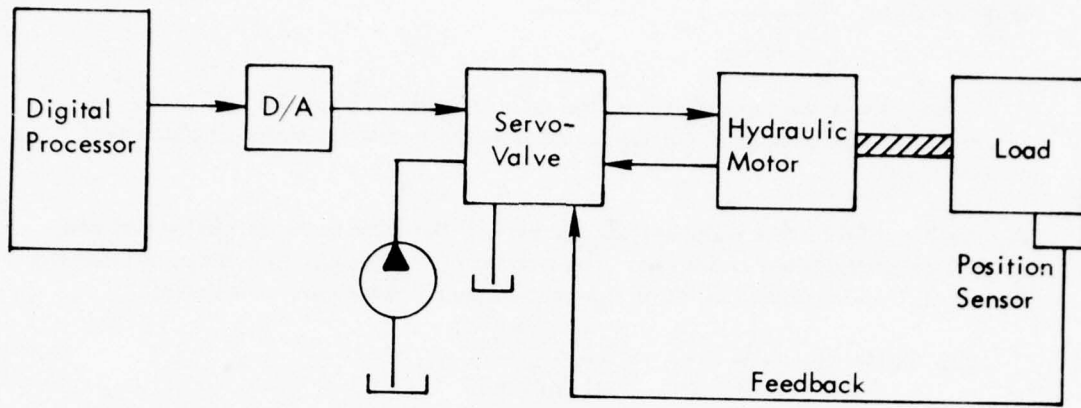 Digital
Processor
D/A
Servo-
Valve
Hydraulic
Motor
Load
Position
Sensor
Feedback